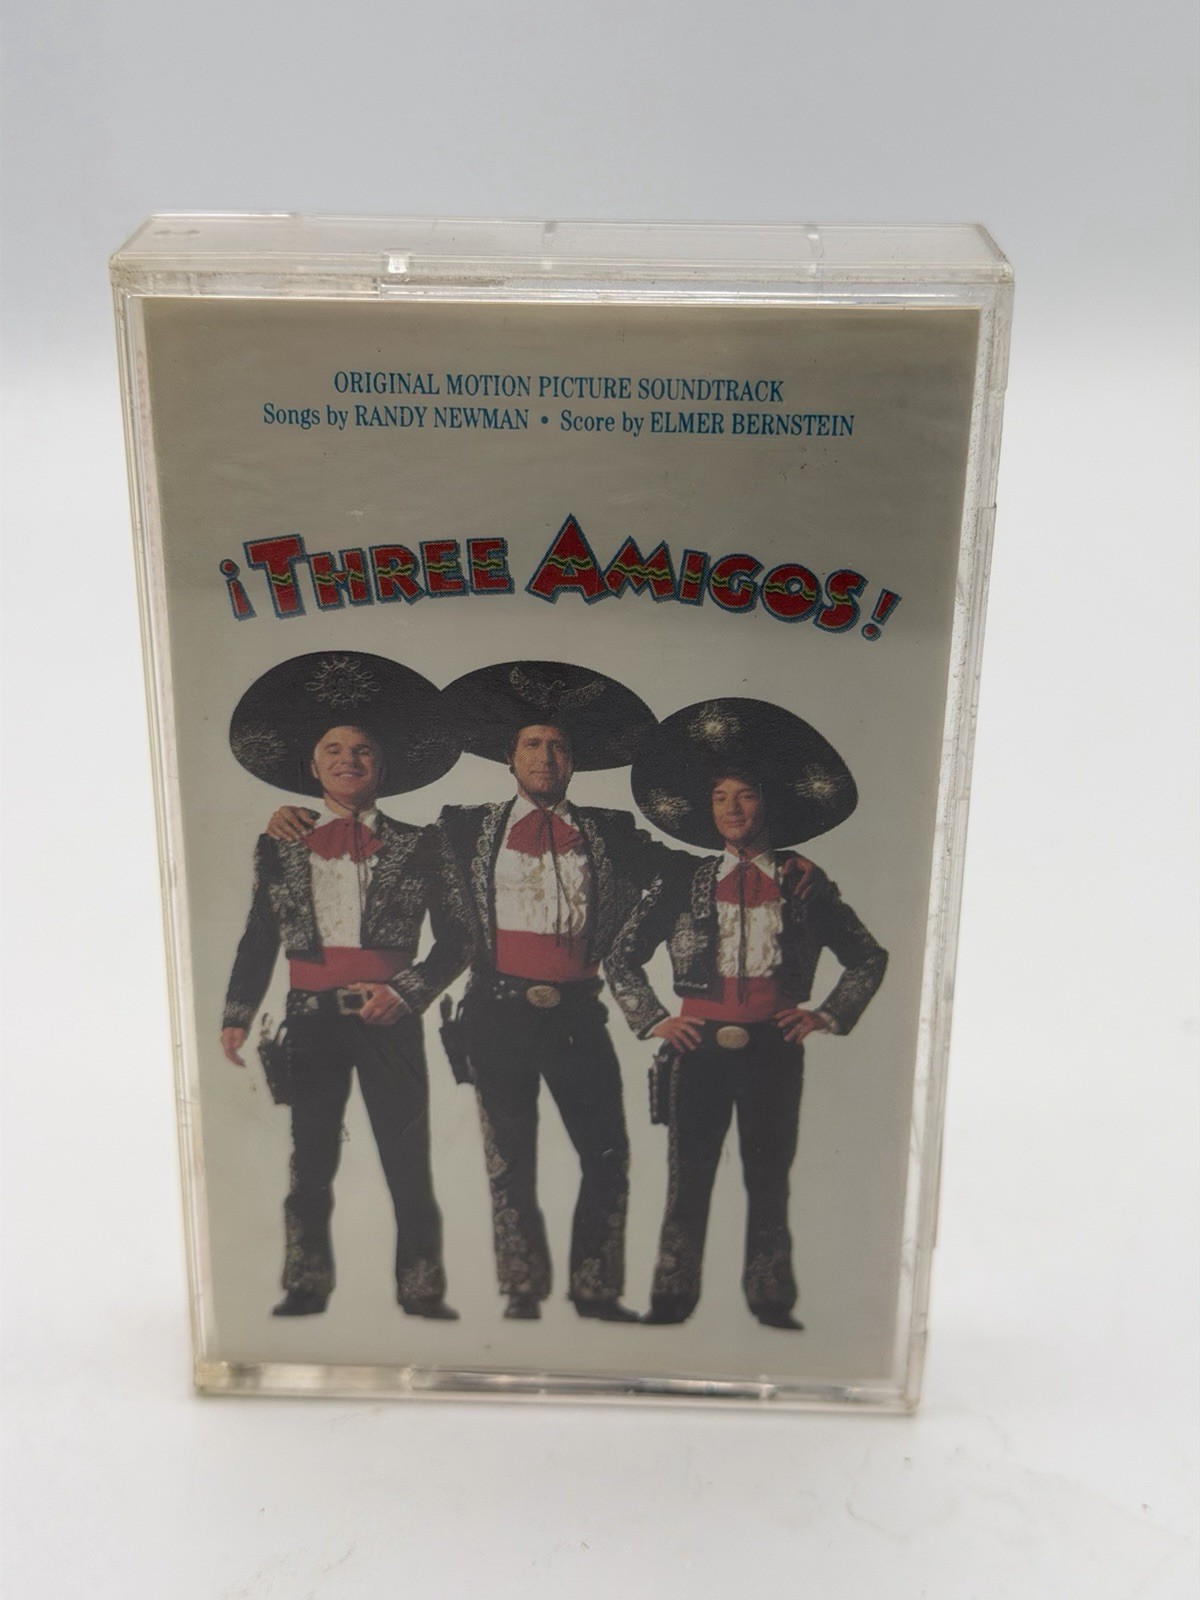 ORIGINAL MOTION PICTURE SOUNDTRACK
Songs by RANDY NEWMAN • Score by ELMER BERNSTEIN
¡THREE AMIGOS!